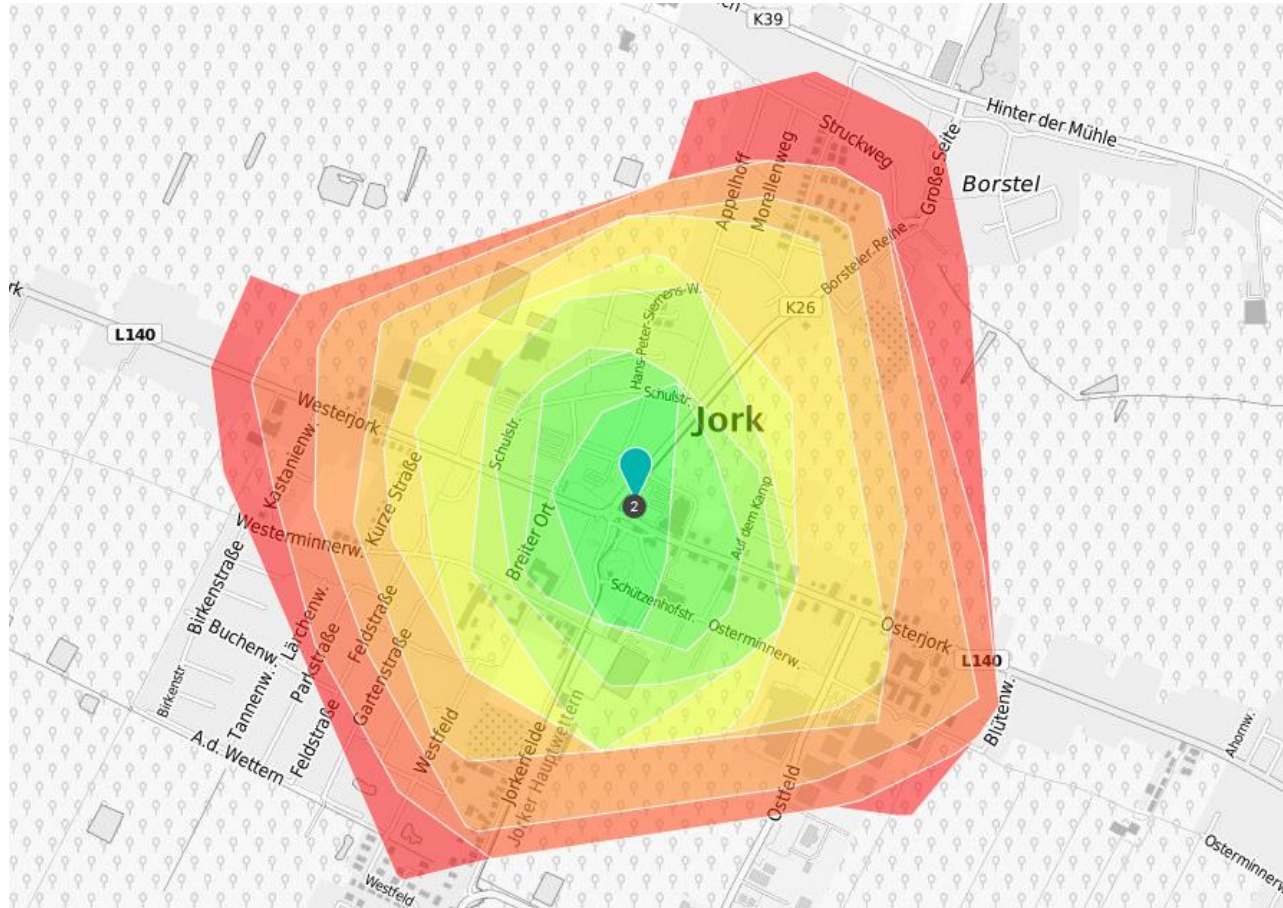 K39
Hinter der Mühle
Struckweg
Große Seite
Borstel
Appelhoff
Morellenweg
Borsteler Reihe
K26
Hans-Peter-Siemens-W.
L140
Westerjork
Schulstr.
Jork
Schulstr.
Kastanienw.
Kurze Straße
2
Auf dem Kamp
Breiter Ort
Westerminnerw.
Schützenhofstr.
Osterminnerw.
Osterjork
L140
Birkenstraße
Buchenw.
Lärchenw.
Parkstraße
Feldstraße
Gartenstraße
Birkenstr.
Tannenw.
Feldstraße
Westfeld
A.d. Wettern
Jorkerfelde
Jorker Hauptwettern
Ostfeld
Blütenw.
Ahornw.
Osterminnerw.
Westfeld